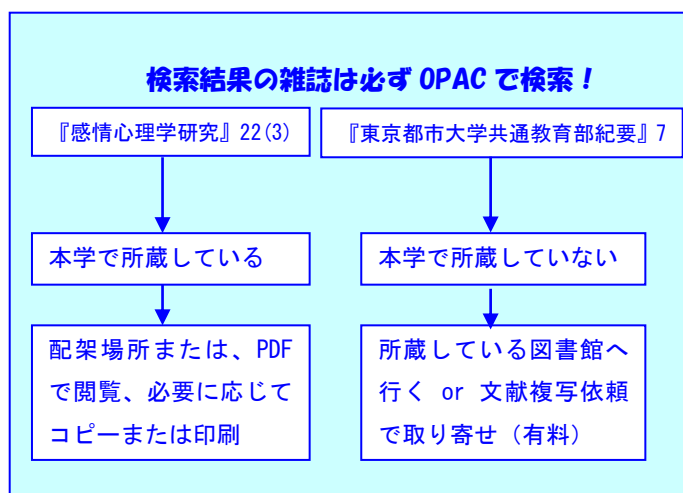 検索結果の雑誌は必ず OPAC で検索！
『感情心理学研究』22(3)
『東京都市大学共通教育部紀要』7
本学で所蔵している
本学で所蔵していない
配架場所または、PDF
で閲覧、必要に応じて
コピーまたは印刷
所蔵している図書館へ
行く or 文献複写依頼
で取り寄せ（有料）